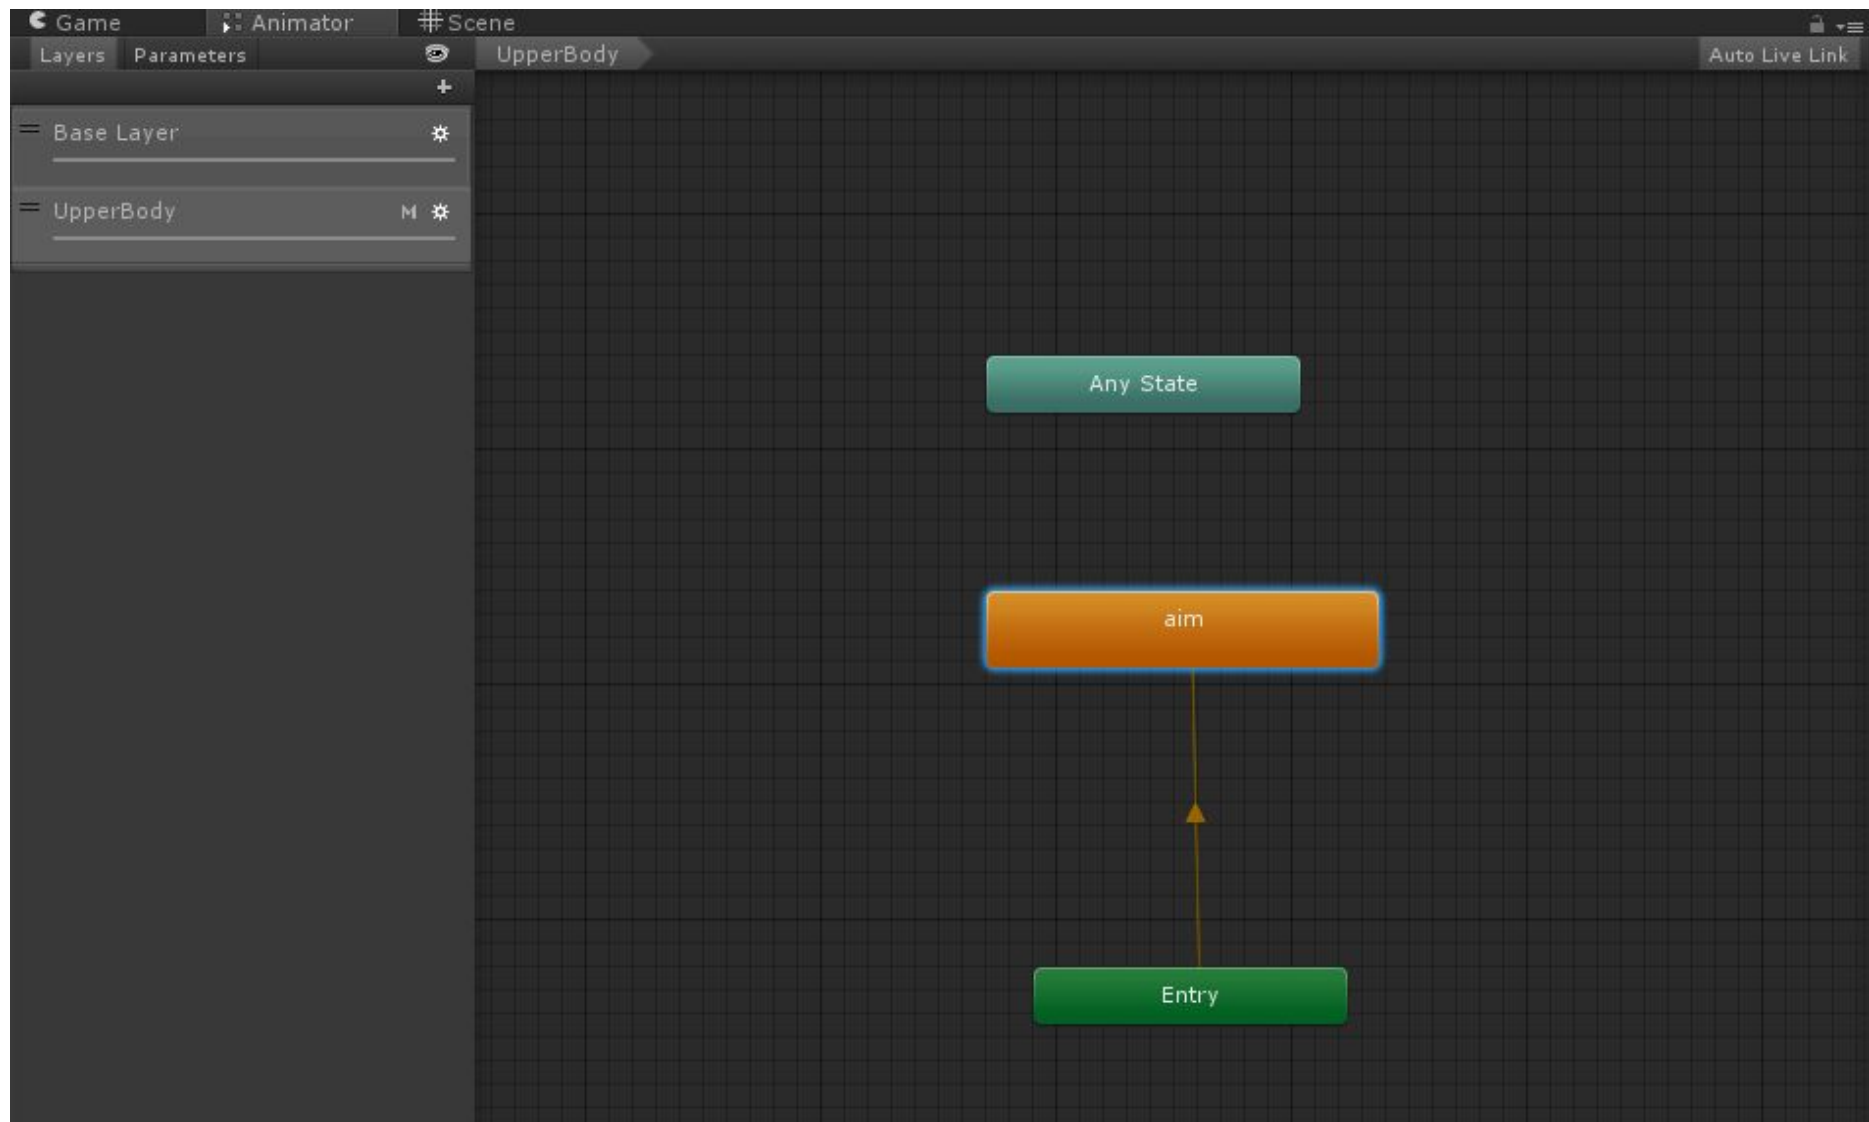 Game Animator Scene
Layers Parameters UpperBody Auto Live Link
Base Layer
UpperBody M
Any State
aim
Entry